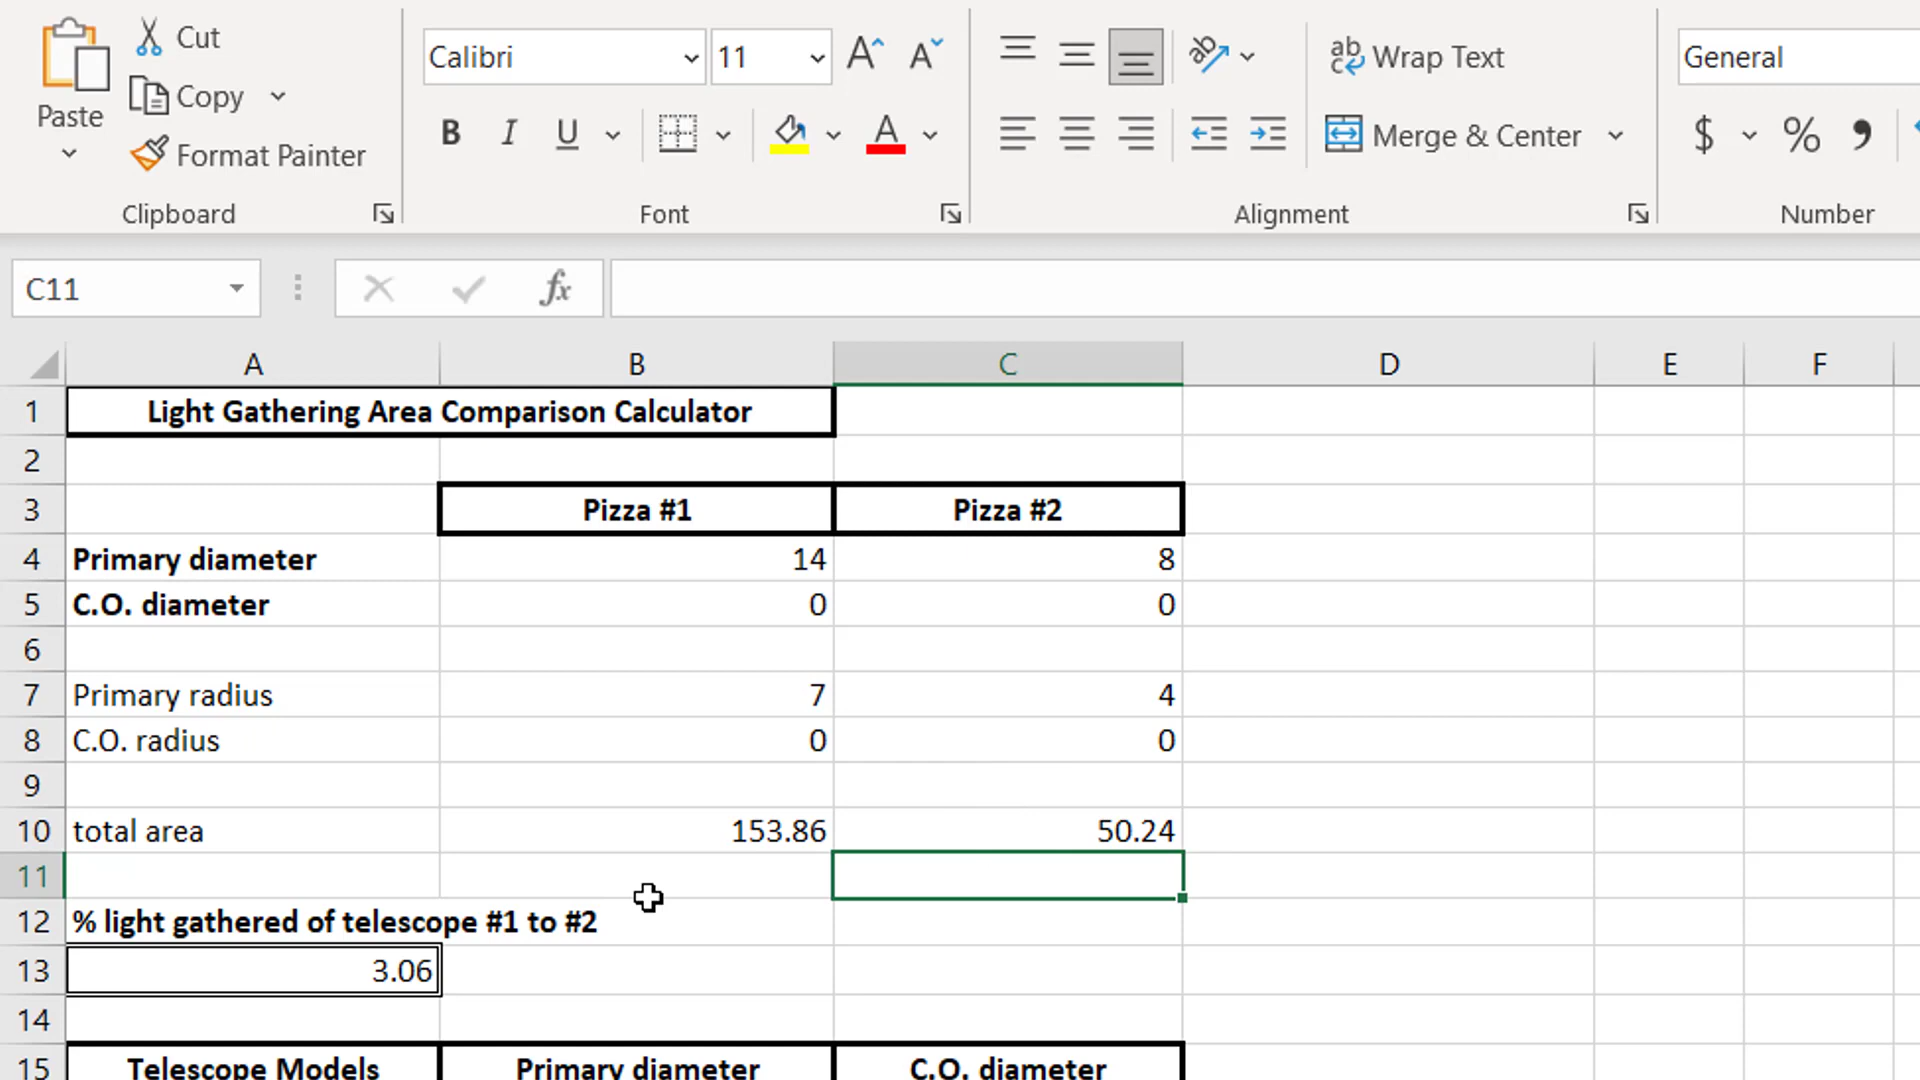 Cut
Copy
Paste
Format Painter
Clipboard
Calibri
11
A A
B I U
A
Font
ab
Wrap Text
Merge & Center
Alignment
General
$ % ,
Number
C11
fx
A B C D E F
1 Light Gathering Area Comparison Calculator
2
3 Pizza #1 Pizza #2
4 Primary diameter 14 8
5 C.O. diameter 0 0
6
7 Primary radius 7 4
8 C.O. radius 0 0
9
10 total area 153.86 50.24
11
12 % light gathered of telescope #1 to #2
13 3.06
14
15 Telescope Models Primary diameter C.O. diameter